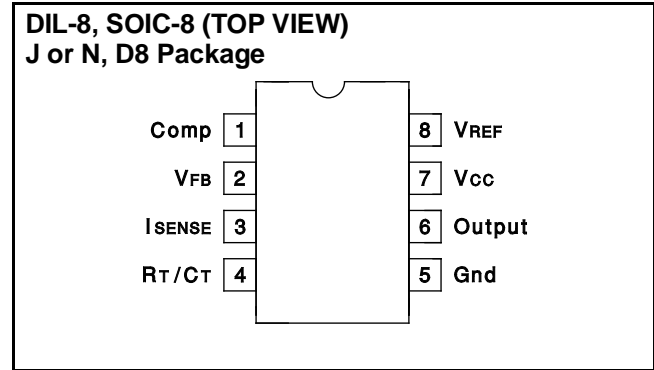 DIL-8, SOIC-8 (TOP VIEW)
J or N, D8 Package
Comp 1
8 VREF
VFB 2
7 VCC
ISENSE 3
6 Output
RT/CT 4
5 Gnd